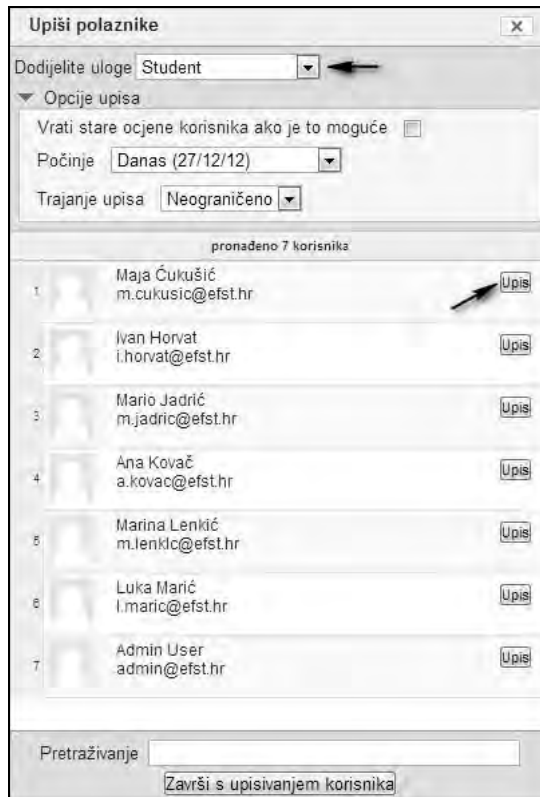 Upiši polaznike
Dodijelite uloge Student
Opcije upisa
Vrati stare ocjene korisnika ako je to moguće
Počinje Danas (27/12/12)
Trajanje upisa Neograničeno
pronađeno 7 korisnika
1 Maja Ćukušić Upis
m.cukusic@efst.hr
2 Ivan Horvat Upis
i.horvat@efst.hr
3 Mario Jadrić Upis
m.jadric@efst.hr
4 Ana Kovač Upis
a.kovac@efst.hr
5 Marina Lenkić Upis
m.lenkic@efst.hr
6 Luka Marić Upis
l.maric@efst.hr
7 Admin User Upis
admin@efst.hr
Pretraživanje
Završi s upisivanjem korisnika